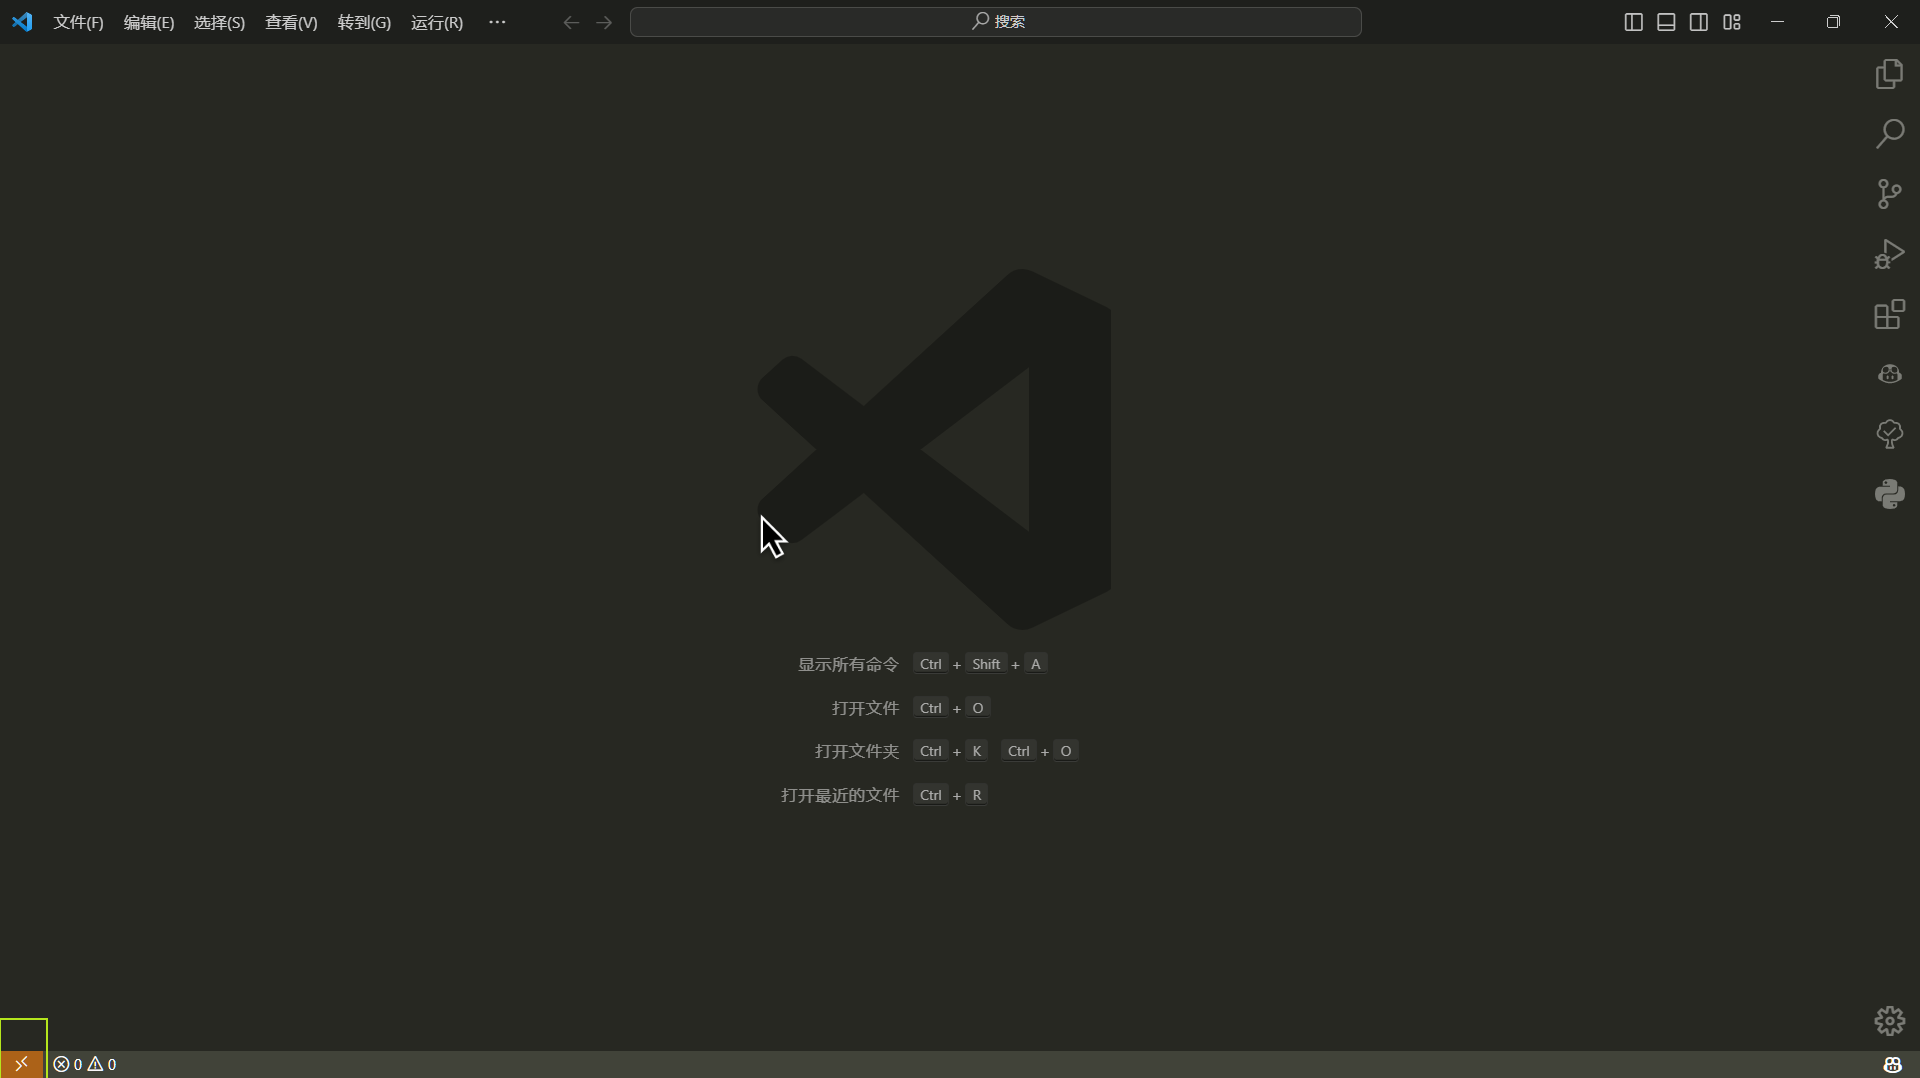 文件(F) 编辑(E) 选择(S) 查看(V) 转到(G) 运行(R) ··· 搜索
显示所有命令 Ctrl + Shift + A
打开文件 Ctrl + O
打开文件夹 Ctrl + K Ctrl + O
打开最近的文件 Ctrl + R
0 0